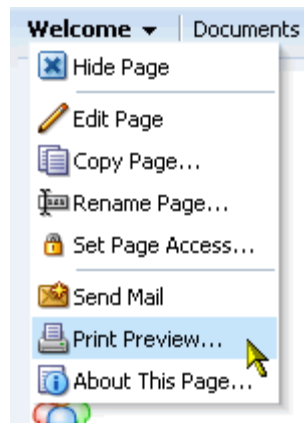 Welcome Documents
Hide Page
Edit Page
Copy Page...
Rename Page...
Set Page Access...
Send Mail
Print Preview...
About This Page...